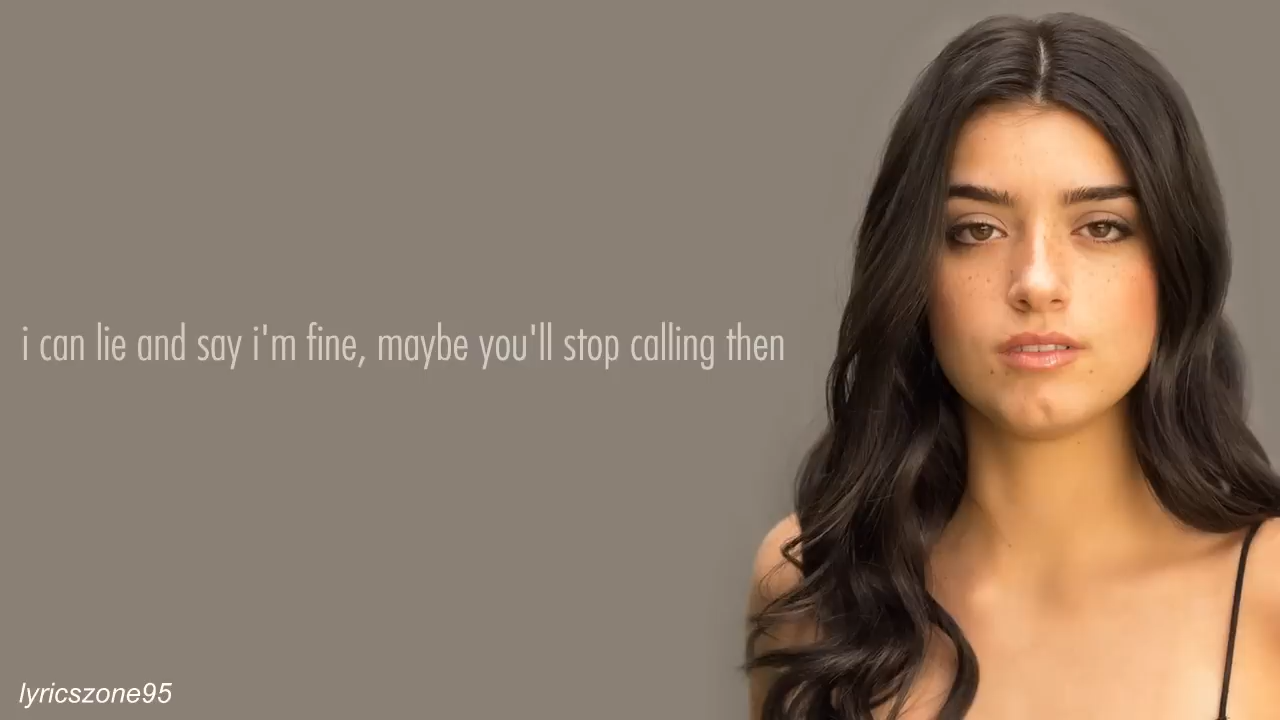 i can lie and say i'm fine, maybe you'll stop calling then
lyricszone95